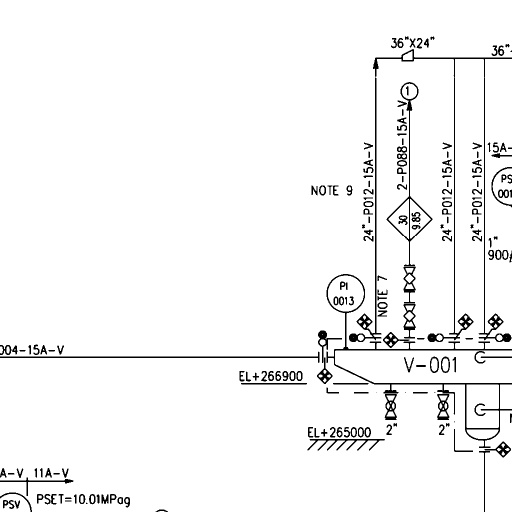 36"X24"
36"-
1
24"-P012-15A-V
2-P088-15A-V
24"-P012-15A-V
24"-P012-15A-V
15A-
PS
001
NOTE 9
30
9.85
1"
900#
PI
0013
NOTE 7
004-15A-V
V-001
EL+266900
2"
2"
EL+265000
A-V
11A-V
PSV
PSET=10.01MPag